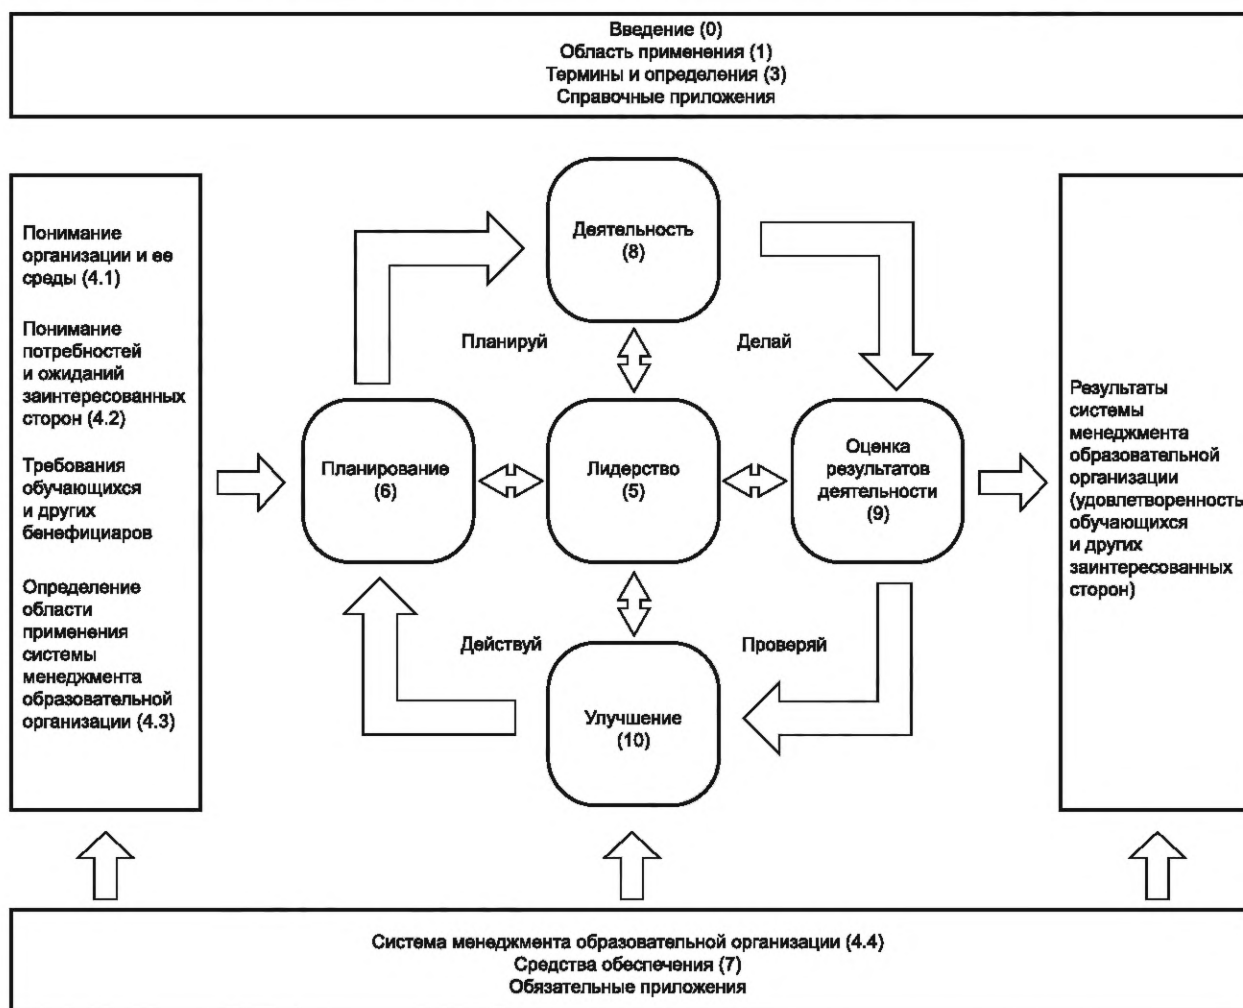 Введение (0)
Область применения (1)
Термины и определения (3)
Справочные приложения
Понимание
организации и ее
среды (4.1)
Понимание
потребностей
и ожиданий
заинтересованных
сторон (4.2)
Требования
обучающихся
и других
бенефициаров
Определение
области
применения
системы
менеджмента
образовательной
организации (4.3)
Деятельность
(8)
Планируй
Делай
Планирование
(6)
Лидерство
(5)
Оценка
результатов
деятельности
(9)
Действуй
Проверяй
Улучшение
(10)
Результаты
системы
менеджмента
образовательной
организации
(удовлетворенность
обучающихся
и других
заинтересованных
сторон)
Система менеджмента образовательной организации (4.4)
Средства обеспечения (7)
Обязательные приложения